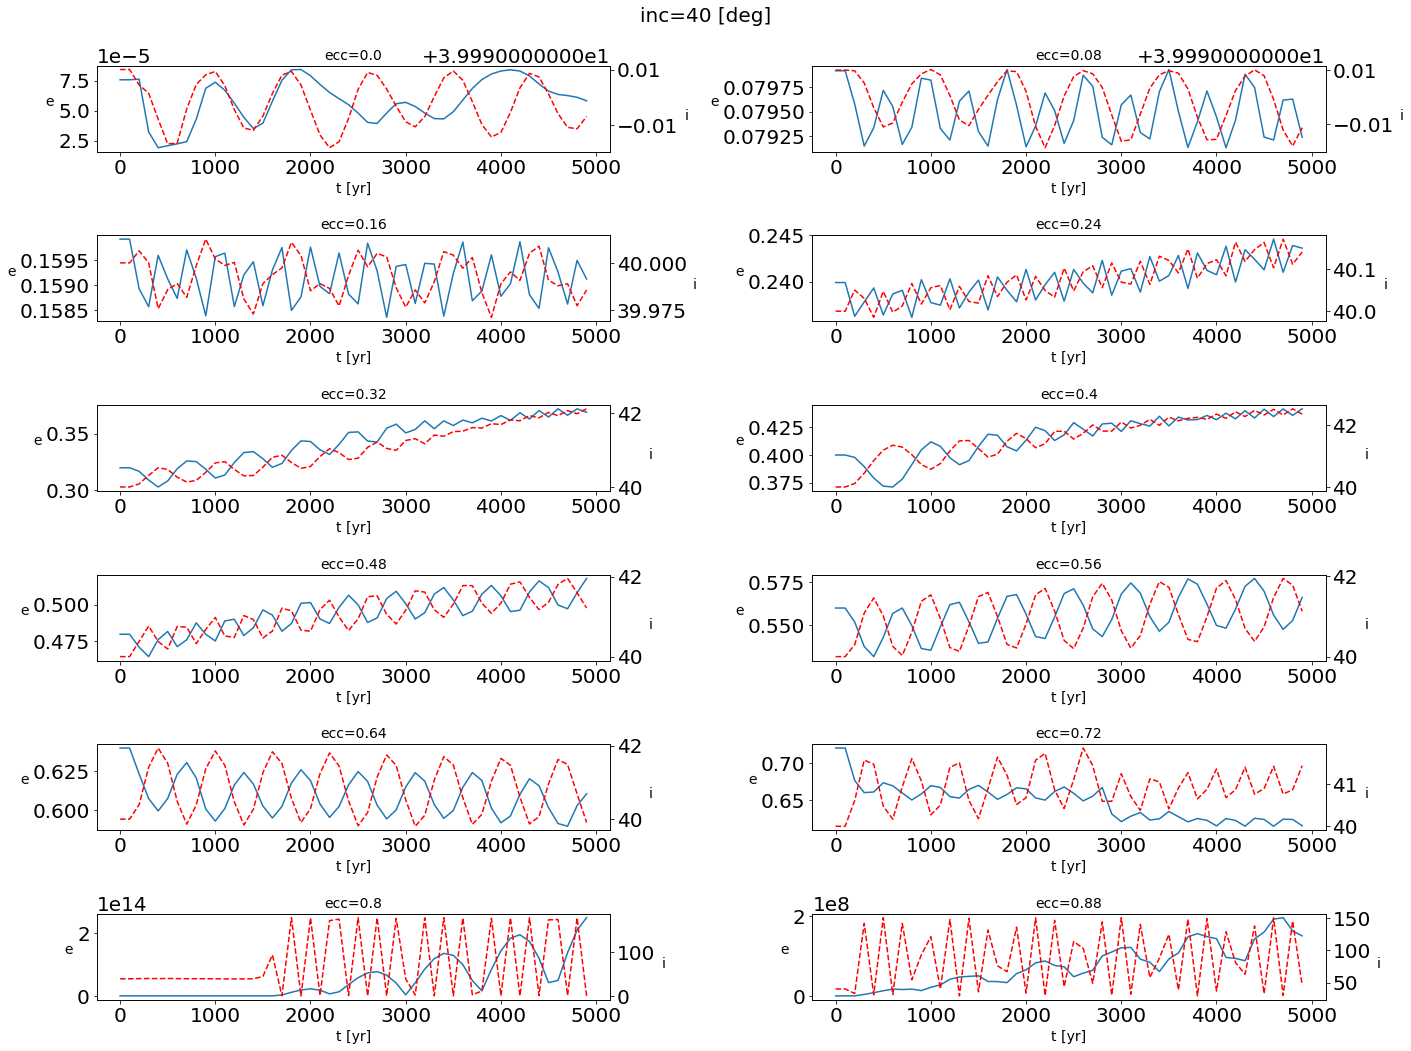 inc=40 [deg]
ecc=0.0
1e−5
+3.9990000000e1
7.5
5.0
2.5
e
0.01
−0.01
i
0 1000 2000 3000 4000 5000
t [yr]
ecc=0.08
+3.9990000000e1
0.07975
0.07950
0.07925
e
0.01
−0.01
i
0 1000 2000 3000 4000 5000
t [yr]
ecc=0.16
0.1595
0.1590
0.1585
e
40.000
39.975
i
0 1000 2000 3000 4000 5000
t [yr]
ecc=0.24
0.245
0.240
e
40.1
40.0
i
0 1000 2000 3000 4000 5000
t [yr]
ecc=0.32
0.35
0.30
e
42
40
i
0 1000 2000 3000 4000 5000
t [yr]
ecc=0.4
0.425
0.400
0.375
e
42
40
i
0 1000 2000 3000 4000 5000
t [yr]
ecc=0.48
0.500
0.475
e
42
40
i
0 1000 2000 3000 4000 5000
t [yr]
ecc=0.56
0.575
0.550
e
42
40
i
0 1000 2000 3000 4000 5000
t [yr]
ecc=0.64
0.625
0.600
e
42
40
i
0 1000 2000 3000 4000 5000
t [yr]
ecc=0.72
0.70
0.65
e
41
40
i
0 1000 2000 3000 4000 5000
t [yr]
ecc=0.8
1e14
2
0
e
100
0
i
0 1000 2000 3000 4000 5000
t [yr]
ecc=0.88
1e8
2
0
e
150
100
50
i
0 1000 2000 3000 4000 5000
t [yr]